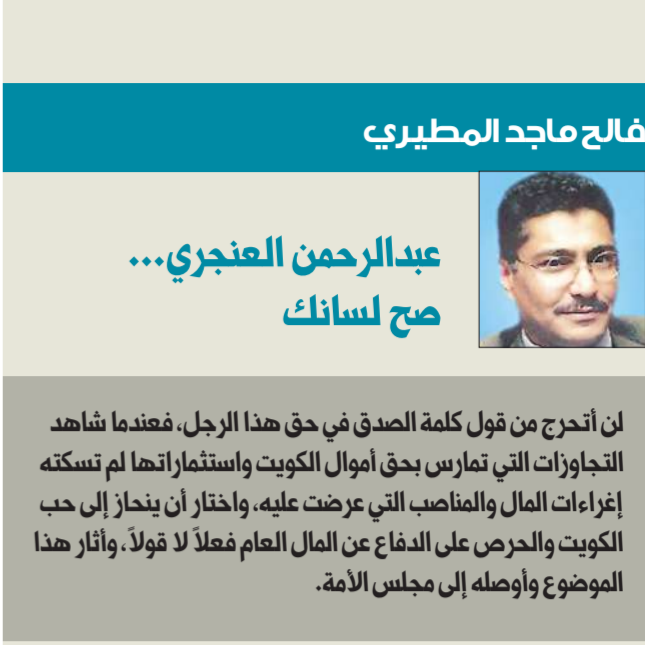 فالح ماجد المطيري
عبدالرحمن العنجري...
صح لسانك
لن أتحرج من قول كلمة الصدق في حق هذا الرجل، فعندما شاهد
التجاوزات التي تمارس بحق أموال الكويت واستثماراتها لم تسكته
إغراءات المال والمناصب التي عرضت عليه، واختار أن ينحاز إلى حب
الكويت والحرص على الدفاع عن المال العام فعلاً لا قولاً، وأثار هذا
الموضوع وأوصله إلى مجلس الأمة.